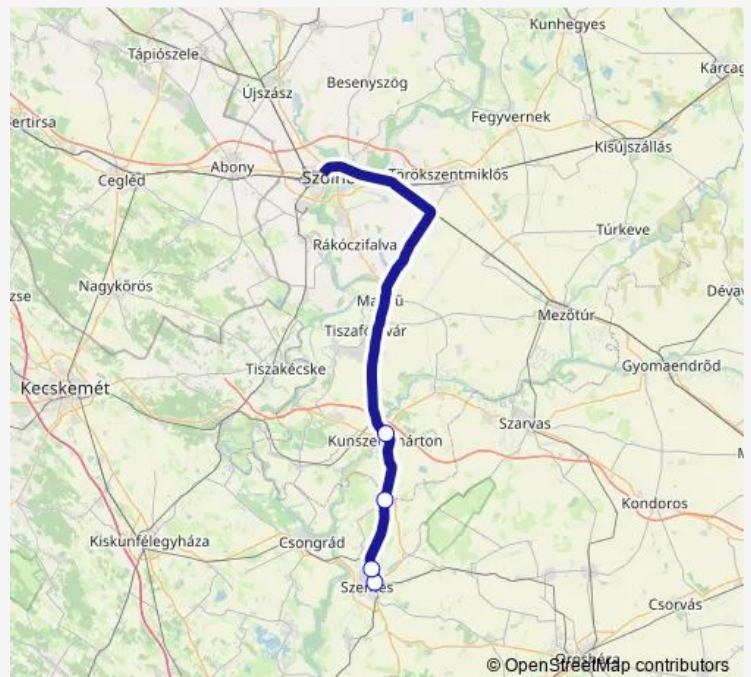 Kunhegyes
Tápiószele
Karcag
Újszász
Besenyszög
Fegyvernek
Kisújszállás
Abony
Cegléd
Törökszentmiklós
Túrkeve
Rákóczifalva
Nagykőrös
Mezőtúr
Tiszakécske
Gyomaendrőd
Kecskemét
Szarvas
Kondoros
Kiskunfélegyháza
Csongrád
Csorvás
© OpenStreetMap contributors